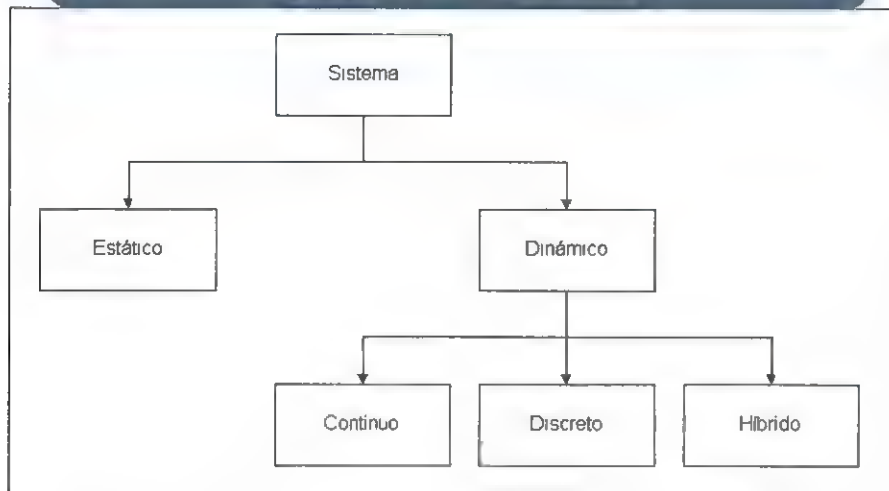 Sistema
Estático
Dinámico
Continuo
Discreto
Híbrido